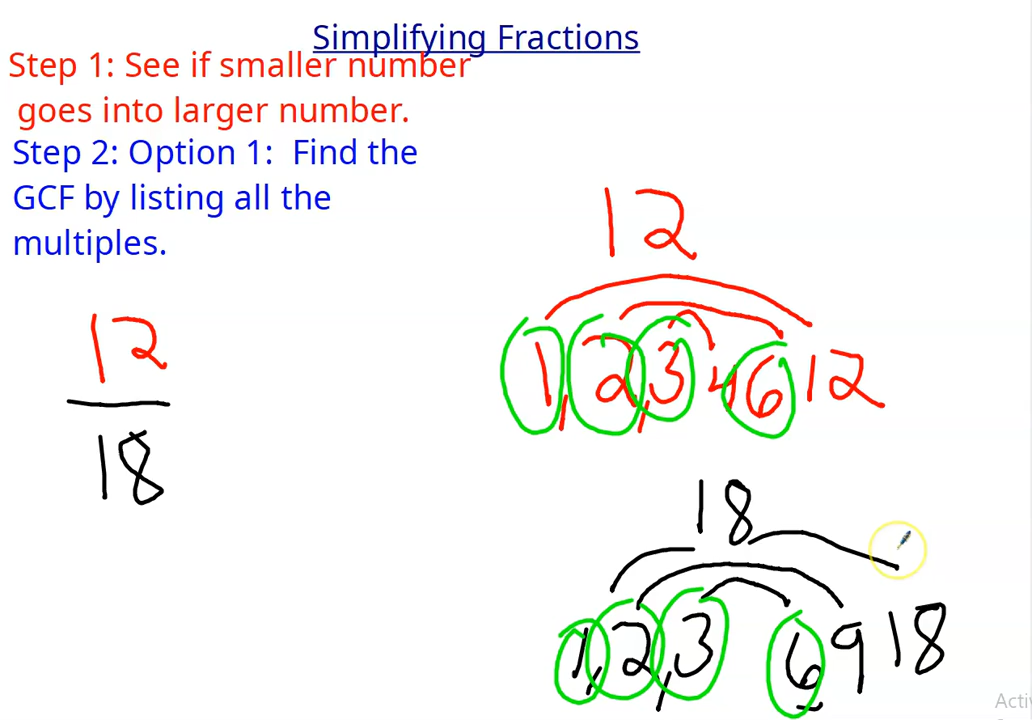 Simplifying Fractions
Step 1: See if smaller number
goes into larger number.
Step 2: Option 1: Find the
GCF by listing all the
multiples.
12
1, 2, 3 4 6 12
12
18
18
1, 2, 3 6 9 18
Activ